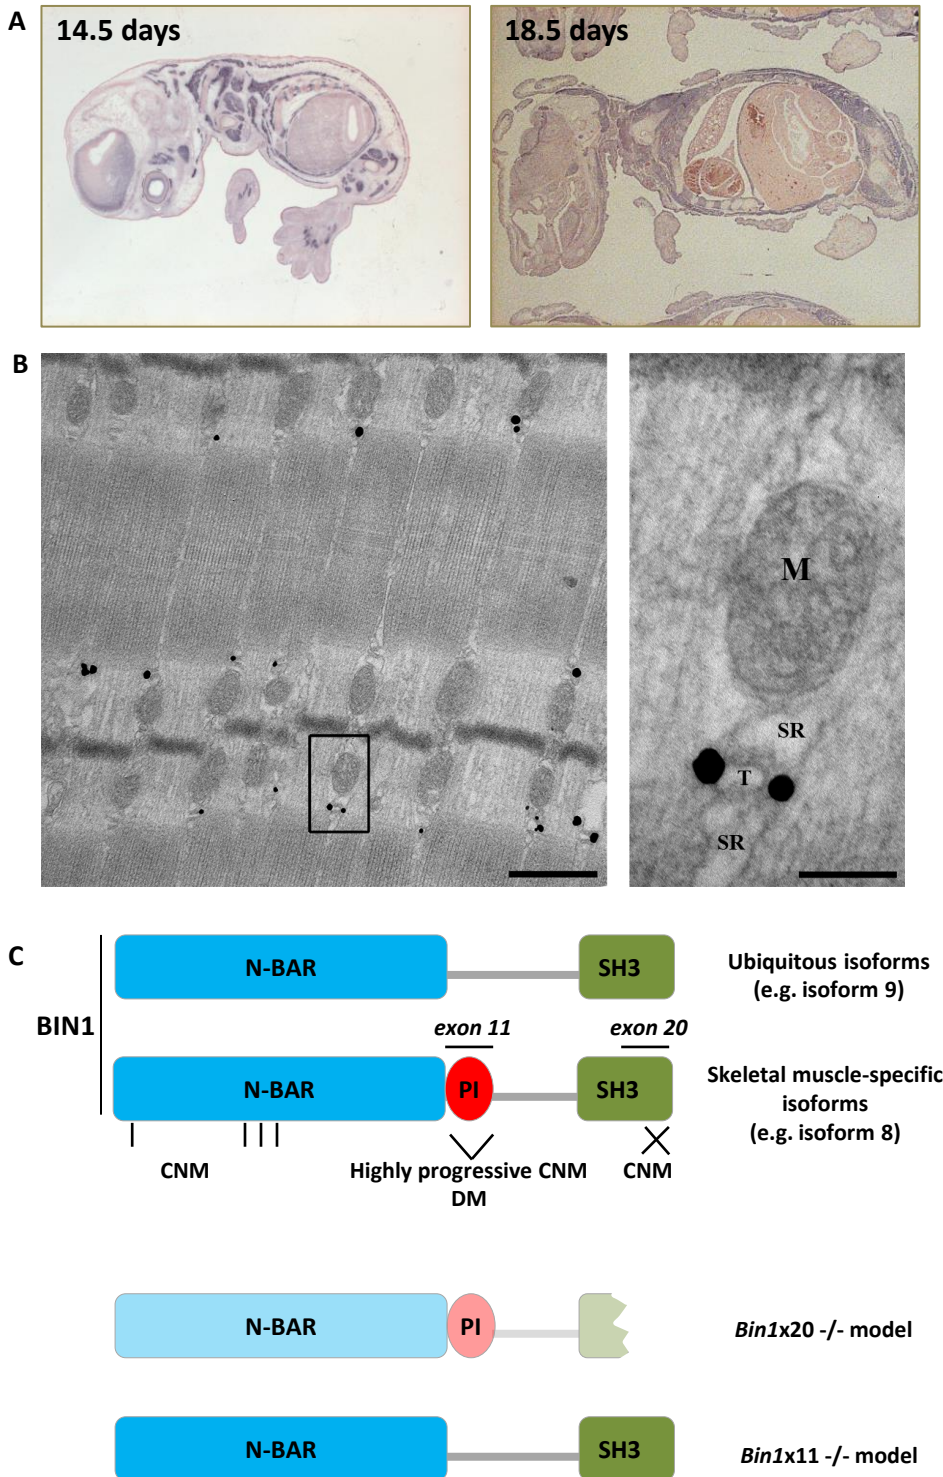 A
14.5 days
18.5 days
B
M
SR
T
SR
C
BIN1
N-BAR
SH3
Ubiquitous isoforms
(e.g. isoform 9)
exon 11
exon 20
N-BAR
PI
SH3
Skeletal muscle-specific
isoforms
(e.g. isoform 8)
CNM
Highly progressive CNM
DM
CNM
N-BAR
PI
Bin1x20 -/- model
N-BAR
SH3
Bin1x11 -/- model